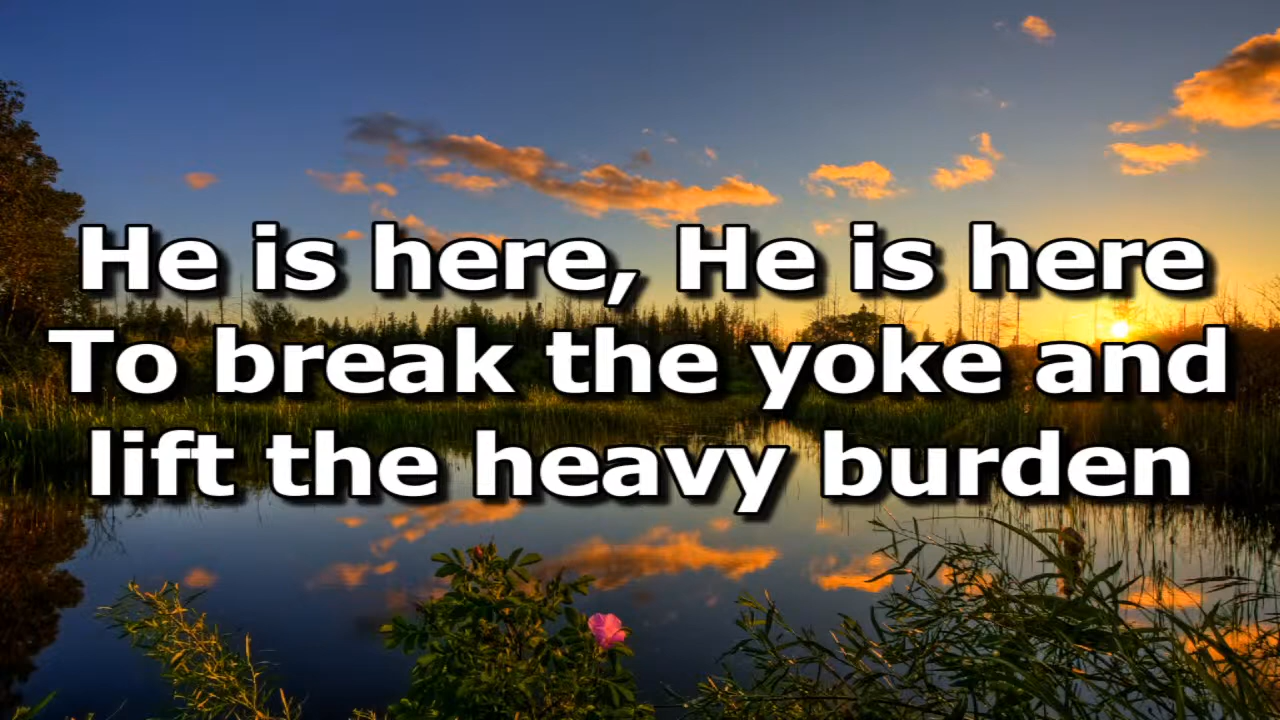 He is here, He is here
To break the yoke and
lift the heavy burden